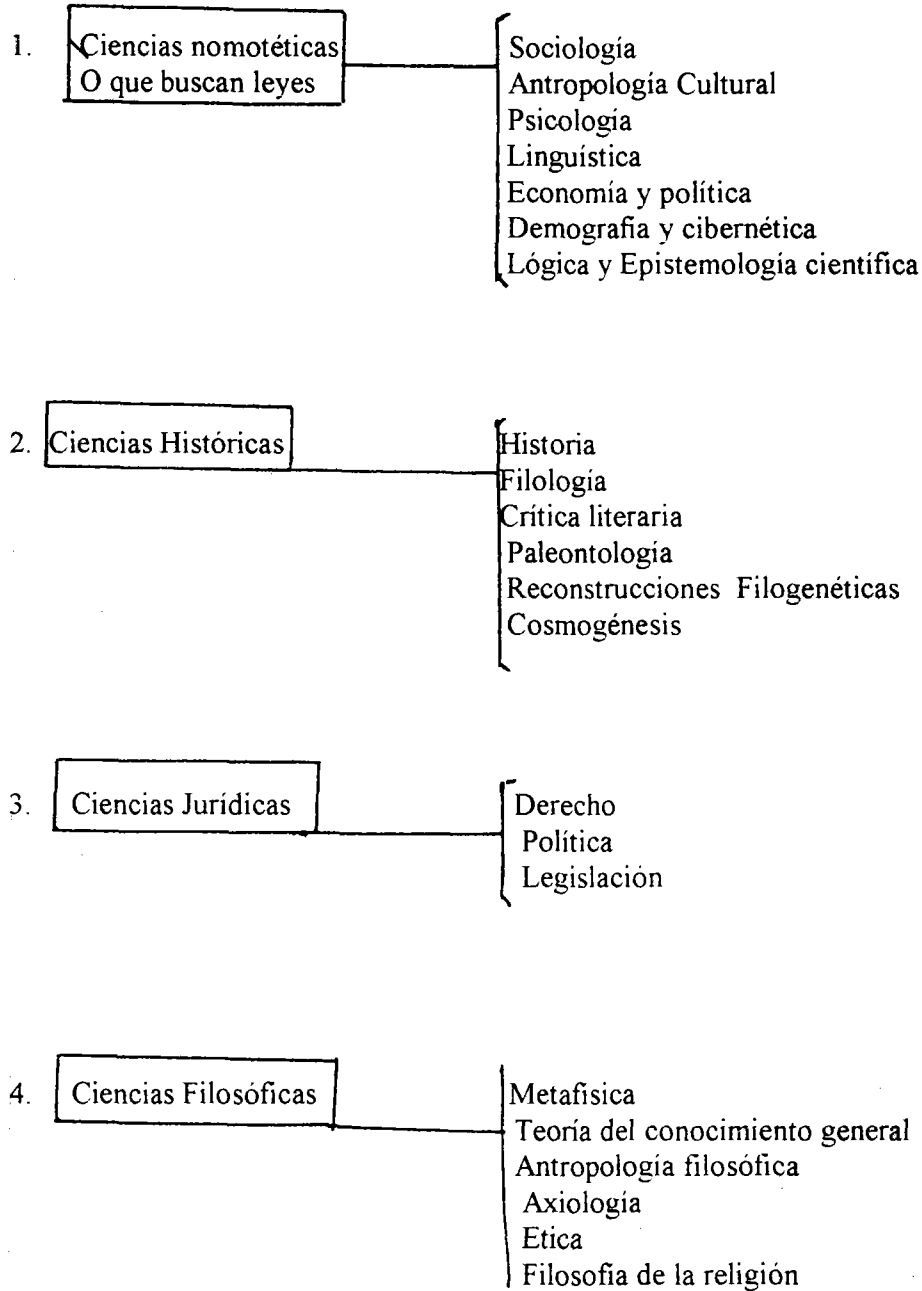 1. Ciencias nomotéticas
O que buscan leyes
Sociología
Antropología Cultural
Psicología
Linguística
Economía y política
Demografia y cibernética
Lógica y Epistemología científica
2. Ciencias Históricas
Historia
Filología
Crítica literaria
Paleontología
Reconstrucciones Filogenéticas
Cosmogénesis
3. Ciencias Jurídicas
Derecho
Política
Legislación
4. Ciencias Filosóficas
Metafisica
Teoría del conocimiento general
Antropología filosófica
Axiología
Etica
Filosofia de la religión